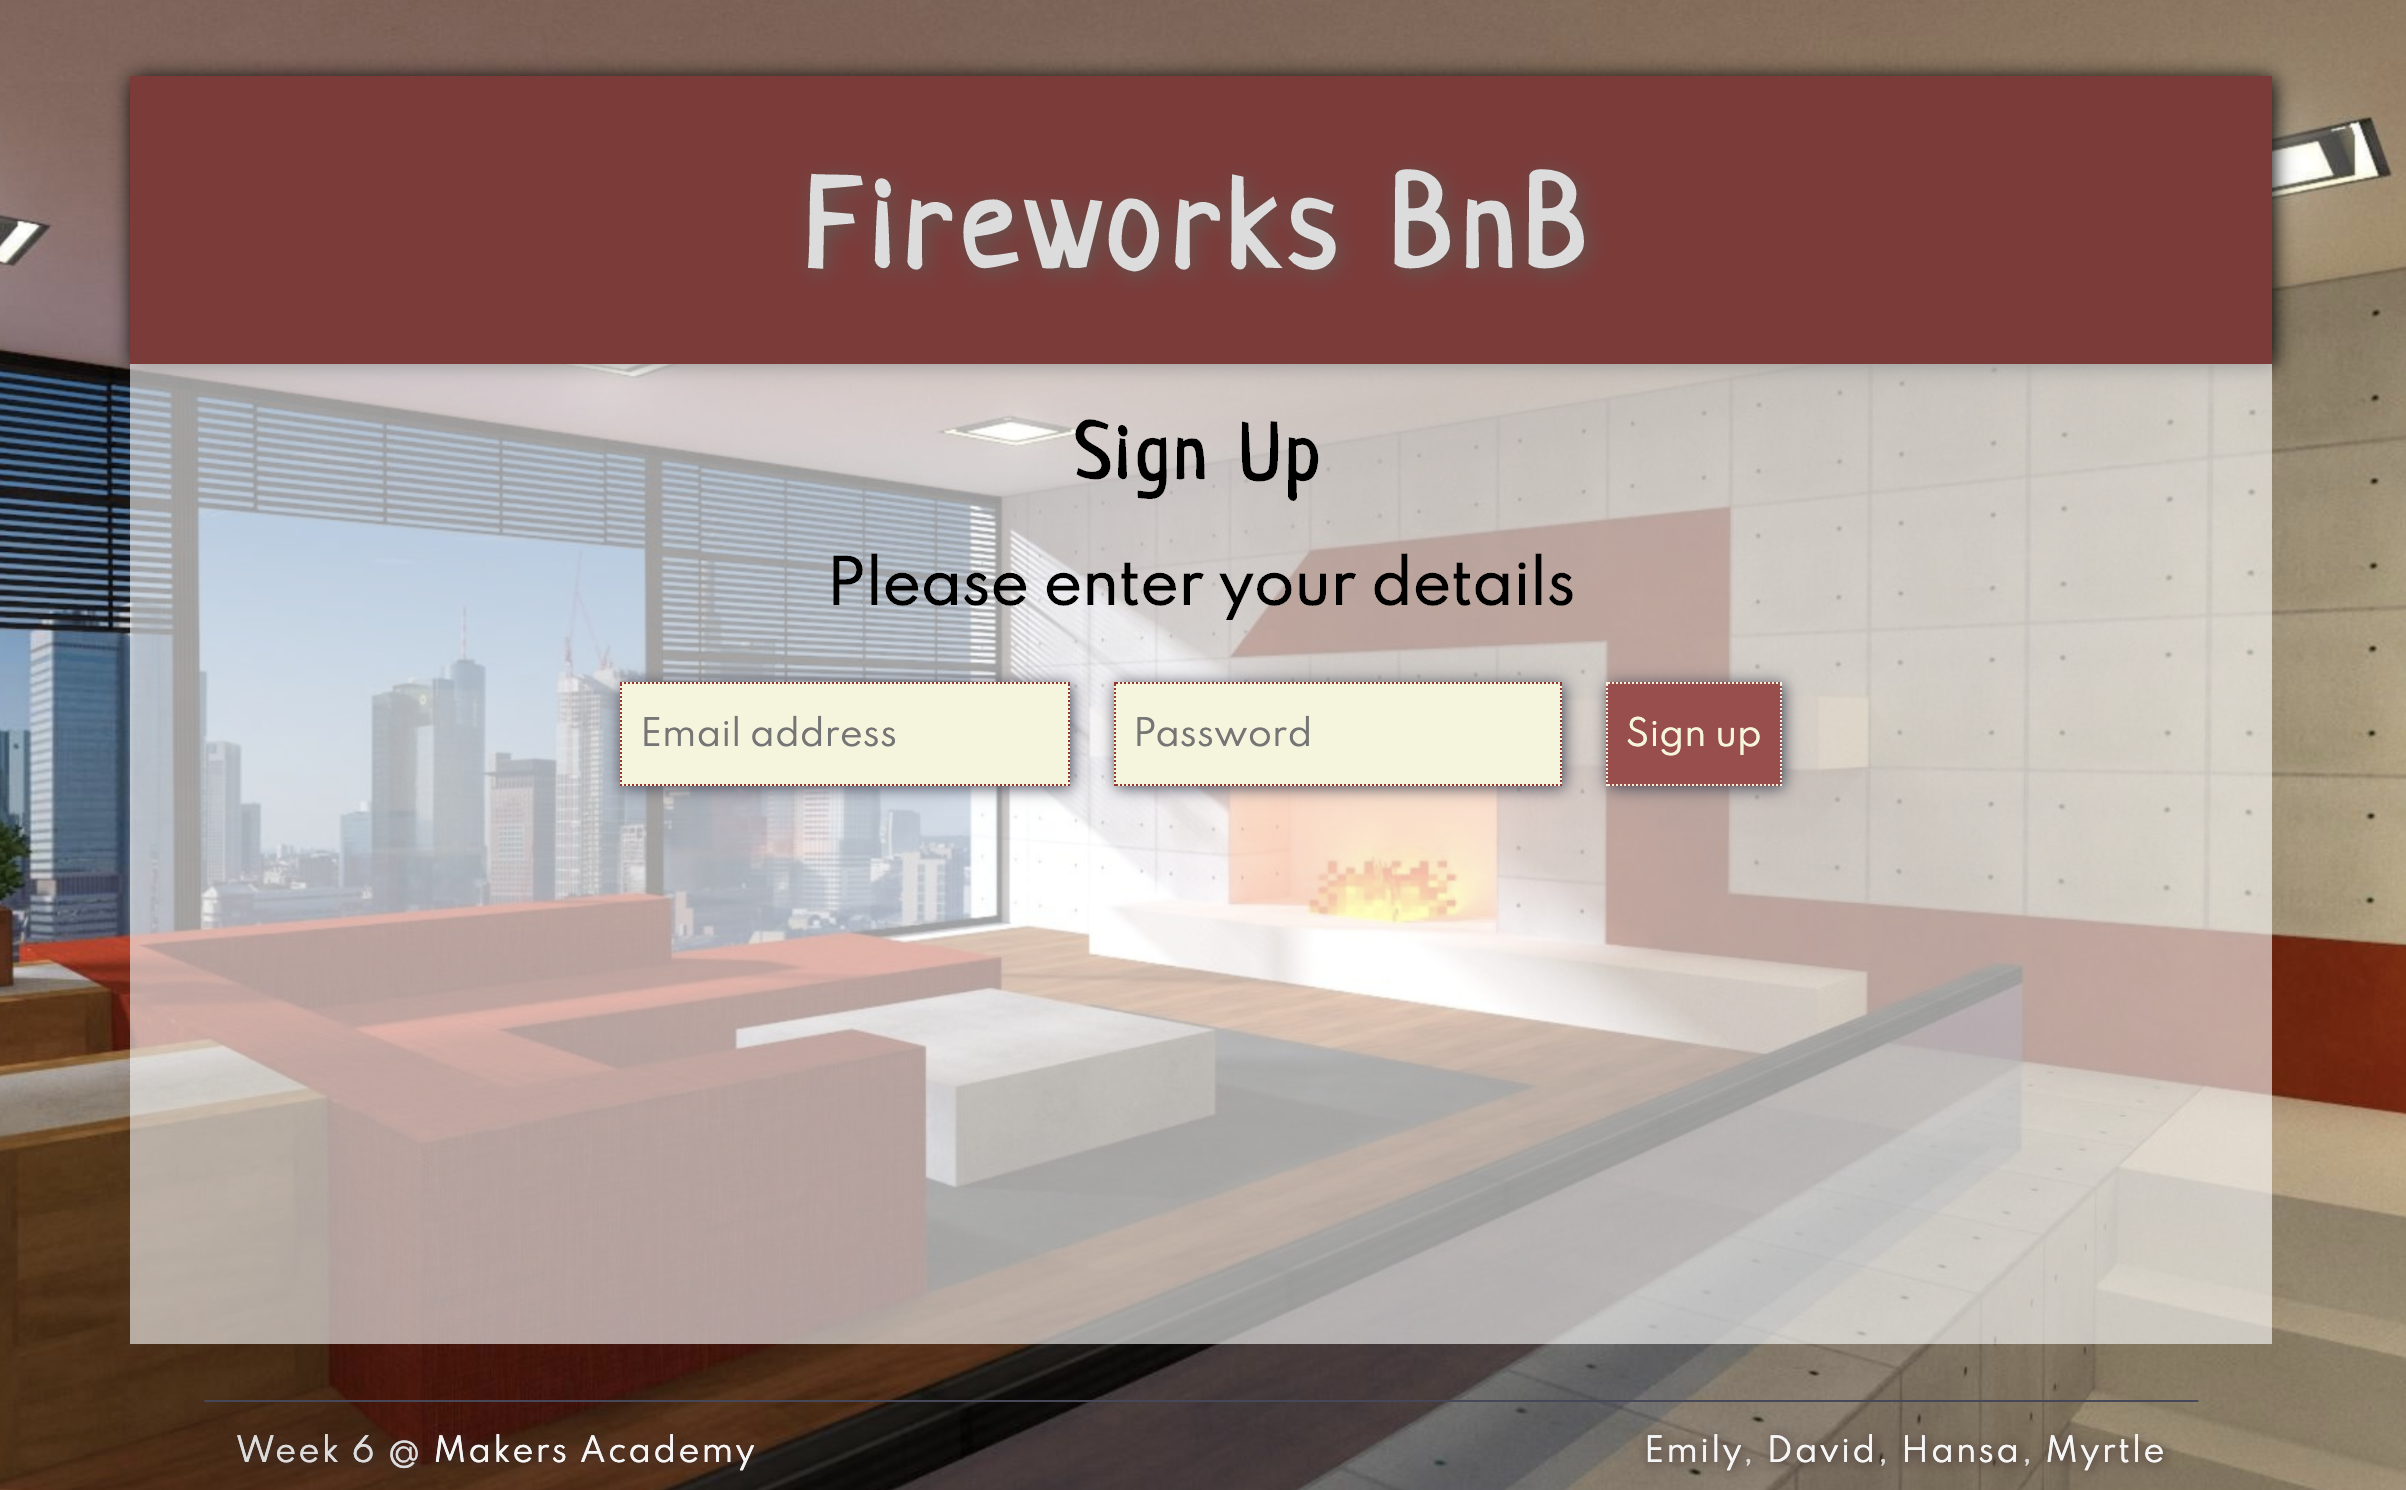 Fireworks BnB
Sign Up
Please enter your details
Email address
Password
Sign up
Week 6 @ Makers Academy
Emily, David, Hansa, Myrtle